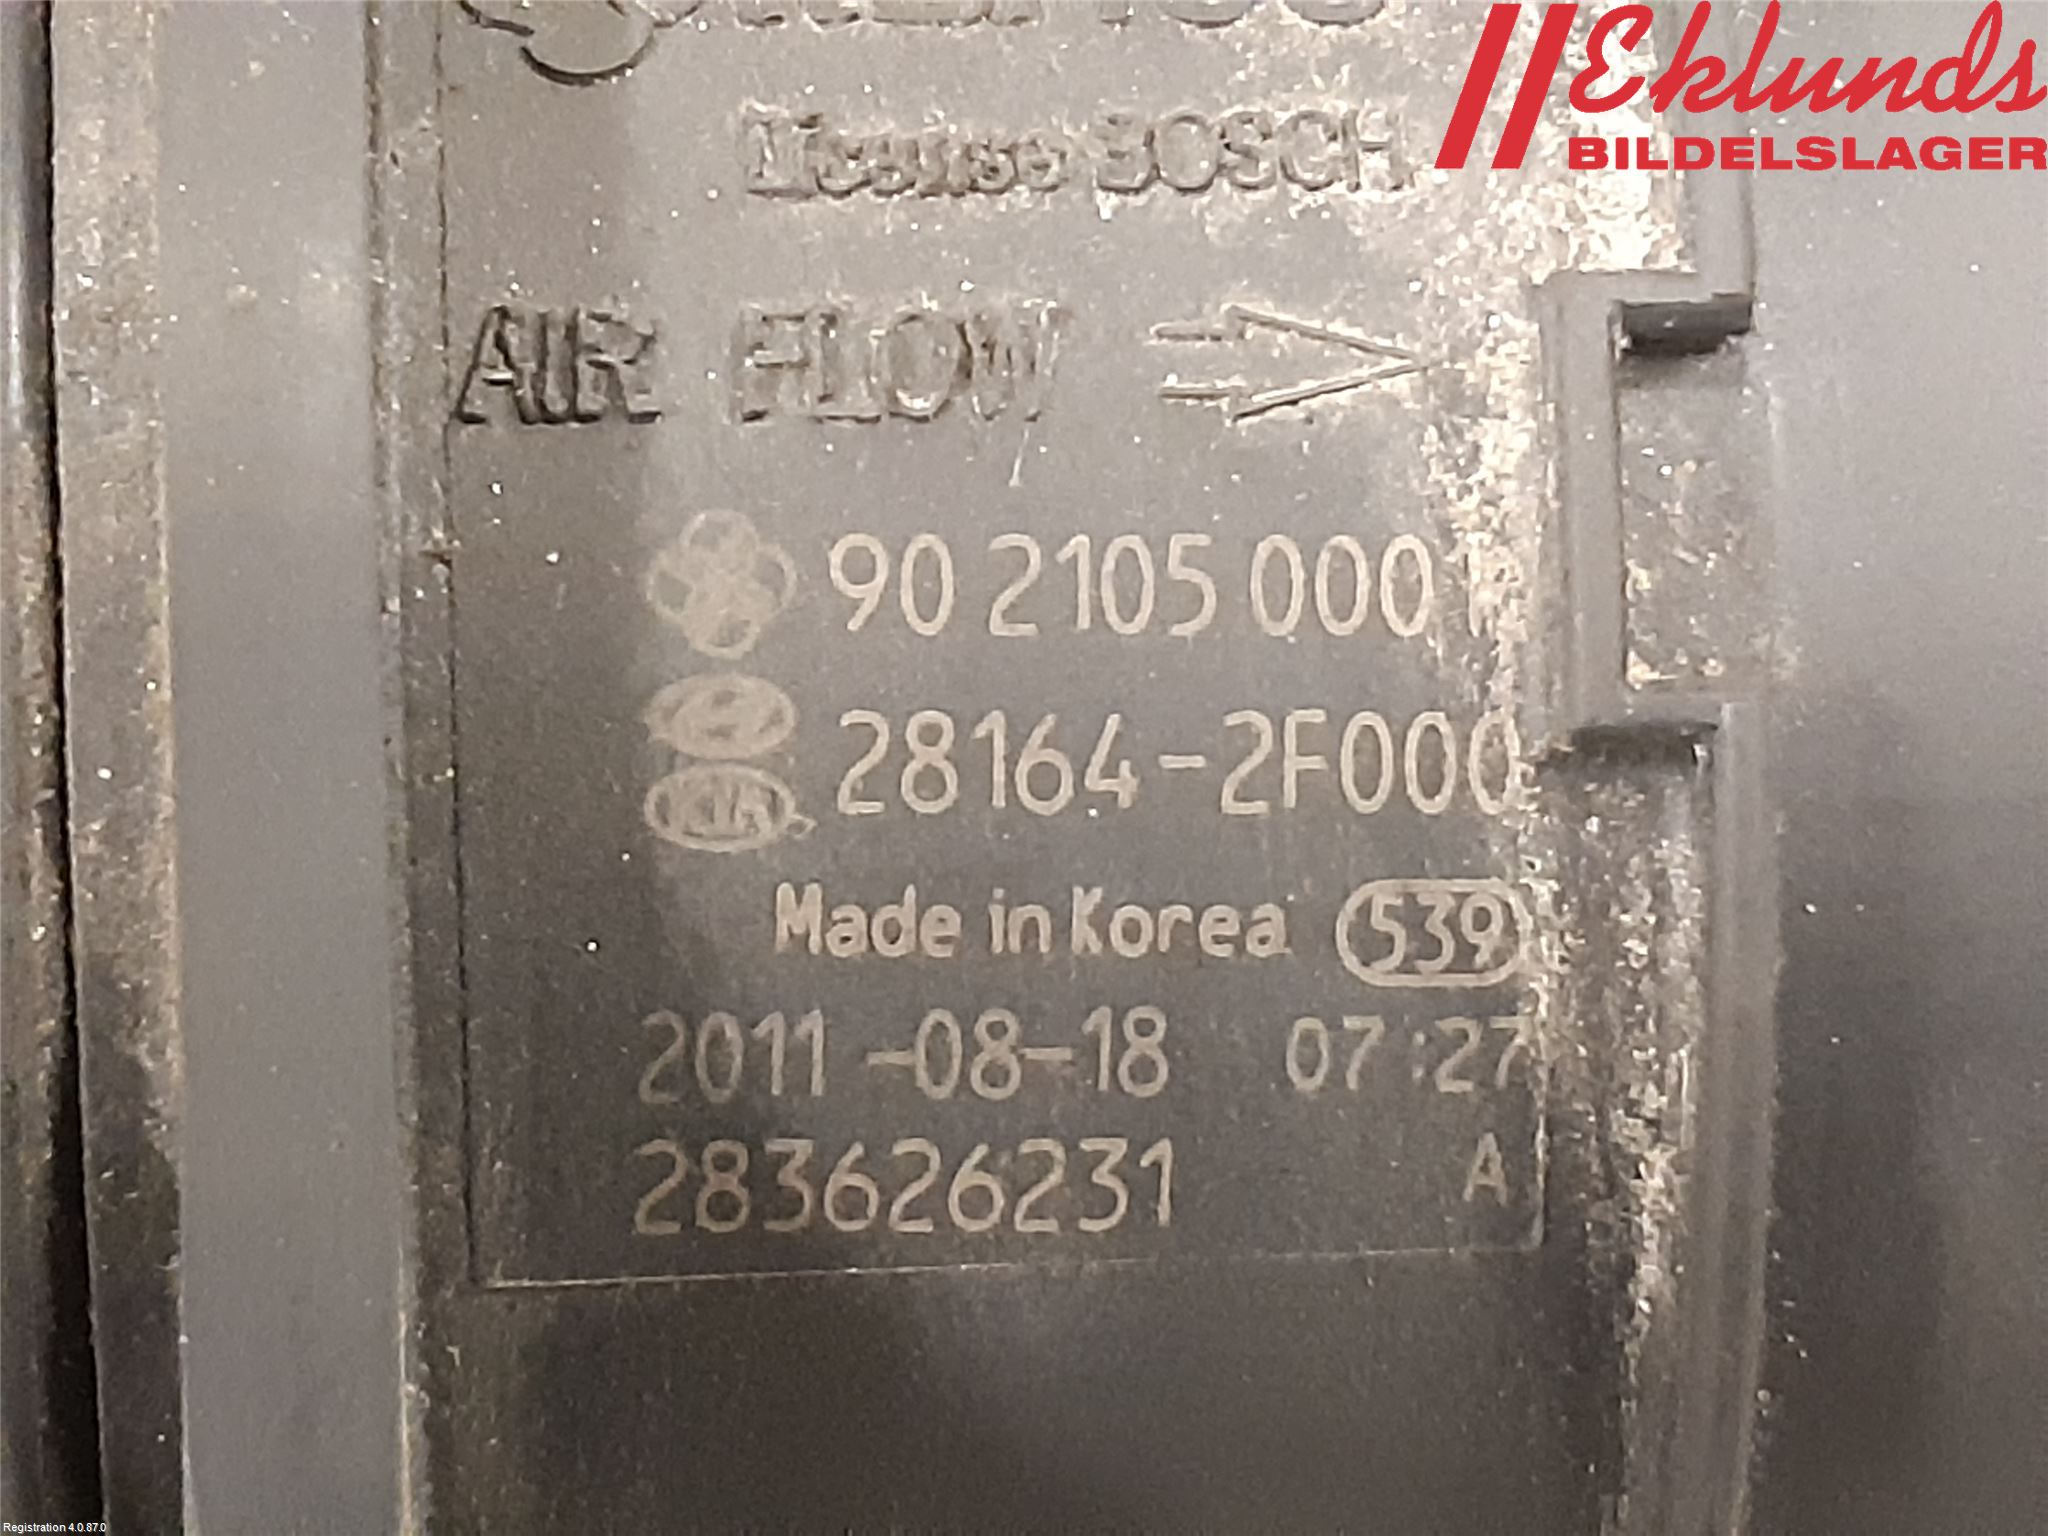 Eklunds
BILDELSLAGER
License BOSCH
AIR FLOW
90 2105 0001
28164-2F000
KIA
Made in Korea 539
2011-08-18 07:27
283626231 A
Registration 4.0.87.0